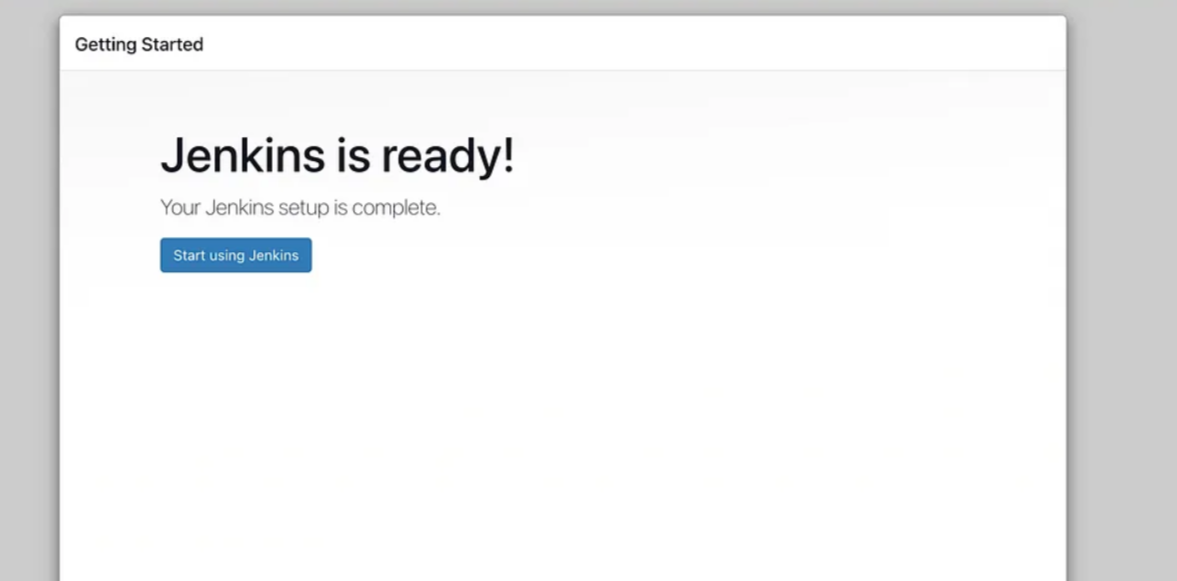 Getting Started
Jenkins is ready!
Your Jenkins setup is complete.
Start using Jenkins